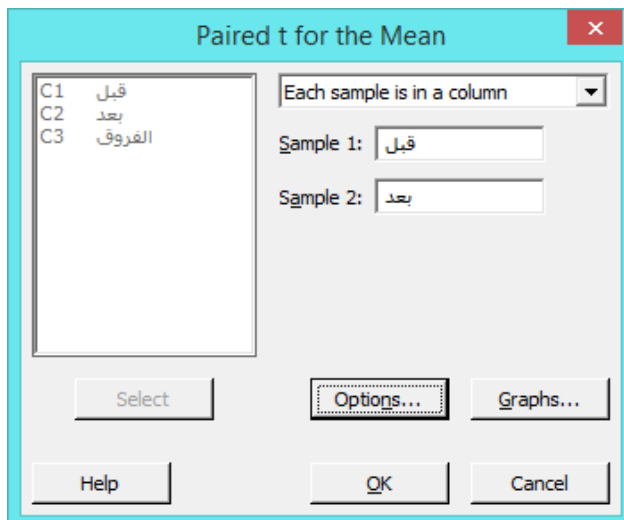 Paired t for the Mean
×
C1 قبل
C2 بعد
C3 الفروق
Each sample is in a column
Sample 1: قبل
Sample 2: بعد
Select
Options...
Graphs...
Help
OK
Cancel